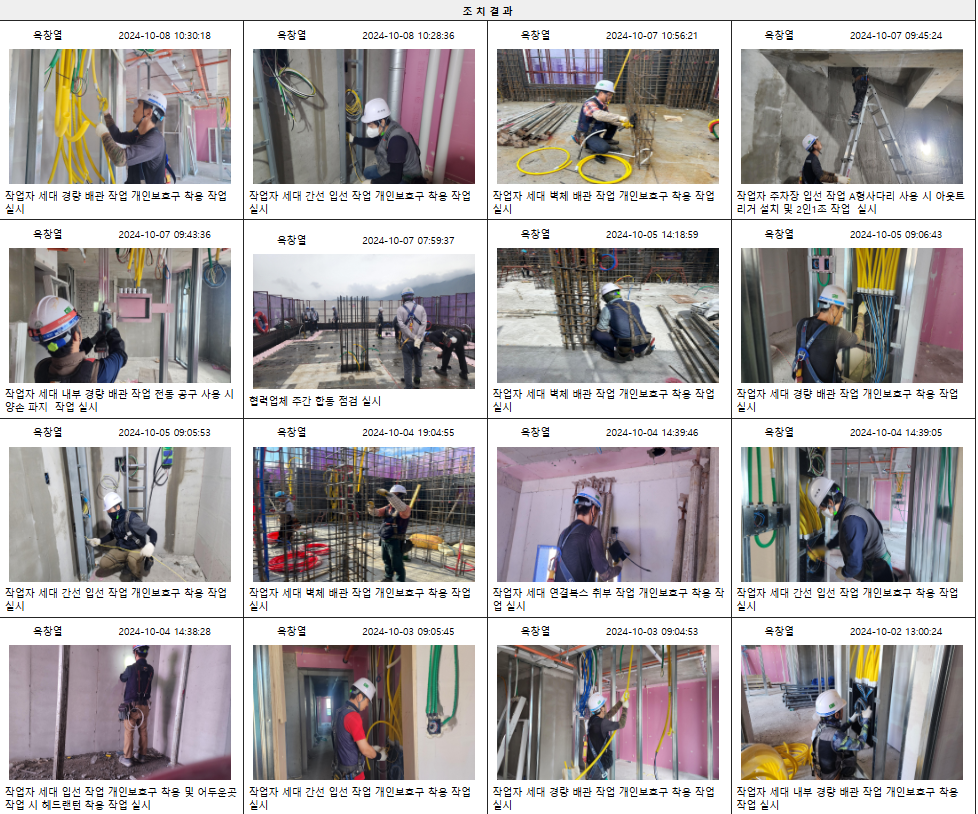 조 치 결 과
옥창열 2024-10-08 10:30:18
작업자 세대 경량 배관 작업 개인보호구 착용 작업
실시
옥창열 2024-10-08 10:28:36
작업자 세대 간선 입선 작업 개인보호구 착용 작업
실시
옥창열 2024-10-07 10:56:21
작업자 세대 벽체 배관 작업 개인보호구 착용 작업
실시
옥창열 2024-10-07 09:45:24
작업자 주차장 입선 작업 A형사다리 사용 시 아웃트
리거 설치 및 2인1조 작업 실시
옥창열 2024-10-07 09:43:36
작업자 세대 내부 경량 배관 작업 전동 공구 사용 시
양손 파지 작업 실시
옥창열 2024-10-07 07:59:37
협력업체 주간 합동 점검 실시
옥창열 2024-10-05 14:18:59
작업자 세대 벽체 배관 작업 개인보호구 착용 작업
실시
옥창열 2024-10-05 09:06:43
작업자 세대 경량 배관 작업 개인보호구 착용 작업
실시
옥창열 2024-10-05 09:05:53
작업자 세대 간선 입선 작업 개인보호구 착용 작업
실시
옥창열 2024-10-04 19:04:55
작업자 세대 벽체 배관 작업 개인보호구 착용 작업
실시
옥창열 2024-10-04 14:39:46
작업자 세대 연결복스 취부 작업 개인보호구 착용 작
업 실시
옥창열 2024-10-04 14:39:05
작업자 세대 간선 입선 작업 개인보호구 착용 작업
실시
옥창열 2024-10-04 14:38:28
작업자 세대 입선 작업 개인보호구 착용 및 어두운곳
작업 시 헤드랜턴 착용 작업 실시
옥창열 2024-10-03 09:05:45
작업자 세대 간선 입선 작업 개인보호구 착용 작업
실시
옥창열 2024-10-03 09:04:53
작업자 세대 경량 배관 작업 개인보호구 착용 작업
실시
옥창열 2024-10-02 13:00:24
작업자 세대 내부 경량 배관 작업 개인보호구 착용
작업 실시